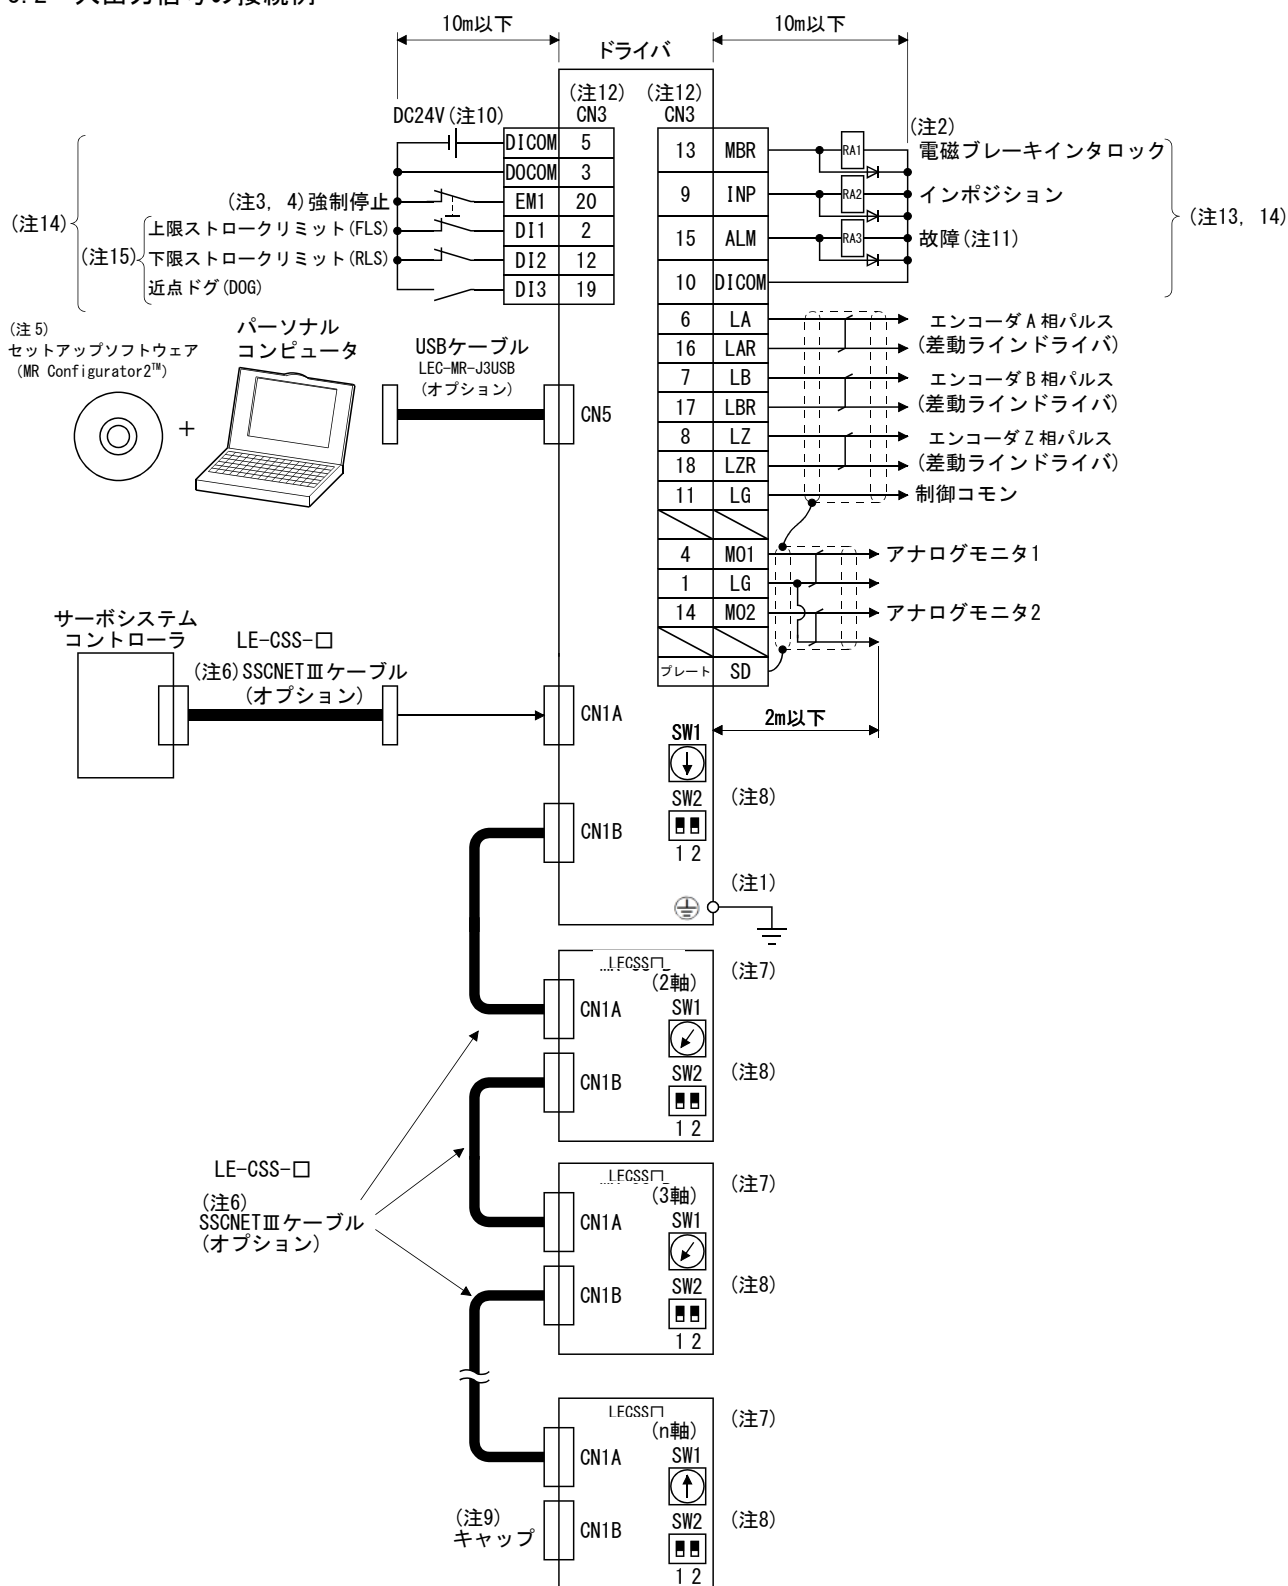 10m以下
10m以下
ドライバ
(注12)
CN3
(注12)
CN3
DC24V(注10)
DICOM 5
DOCOM 3
(注3, 4)強制停止 EM1 20
(注14)
(注15)
上限ストロークリミット(FLS) DI1 2
下限ストロークリミット(RLS) DI2 12
近点ドグ(DOG) DI3 19
(注2)
13 MBR RA1 電磁ブレーキインタロック
9 INP RA2 インポジション
(注13, 14)
15 ALM RA3 故障(注11)
10 DICOM
6 LA エンコーダA相パルス
16 LAR (差動ラインドライバ)
7 LB エンコーダB相パルス
17 LBR (差動ラインドライバ)
8 LZ エンコーダZ相パルス
18 LZR (差動ラインドライバ)
11 LG 制御コモン
4 MO1 アナログモニタ1
1 LG
14 MO2 アナログモニタ2
プレート SD
2m以下
(注5)
セットアップソフトウェア
(MR Configurator2™)
+
パーソナル
コンピュータ
USBケーブル
LEC-MR-J3USB
(オプション)
CN5
サーボシステム
コントローラ
LE-CSS-□
(注6)SSCNETⅢケーブル
(オプション)
CN1A
SW1
SW2
(注8)
1 2
CN1B
(注1)
LECSS□
(2軸)
(注7)
CN1A
SW1
CN1B
SW2
(注8)
1 2
LE-CSS-□
(注6)
SSCNETⅢケーブル
(オプション)
LECSS□
(3軸)
(注7)
CN1A
SW1
CN1B
SW2
(注8)
1 2
LECSS□
(n軸)
(注7)
CN1A
SW1
(注9)
キャップ
CN1B
SW2
(注8)
1 2